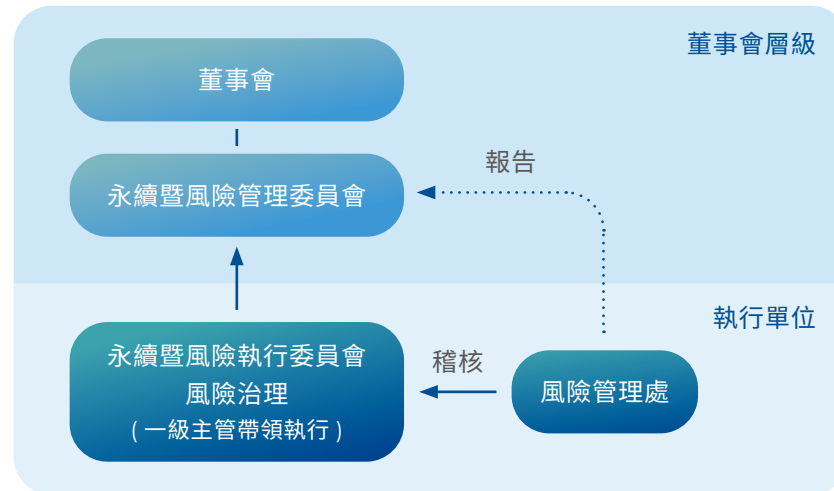 董事會層級
董事會
報告
永續暨風險管理委員會
執行單位
永續暨風險執行委員會
風險治理
(一級主管帶領執行)
稽核
風險管理處